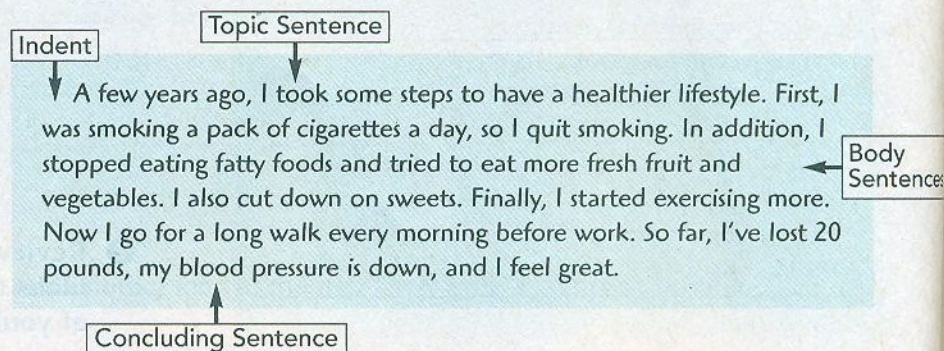 Topic Sentence
Indent
A few years ago, I took some steps to have a healthier lifestyle. First, I
was smoking a pack of cigarettes a day, so I quit smoking. In addition, I
stopped eating fatty foods and tried to eat more fresh fruit and
vegetables. I also cut down on sweets. Finally, I started exercising more.
Now I go for a long walk every morning before work. So far, I've lost 20
pounds, my blood pressure is down, and I feel great.
Body
Sentences
Concluding Sentence